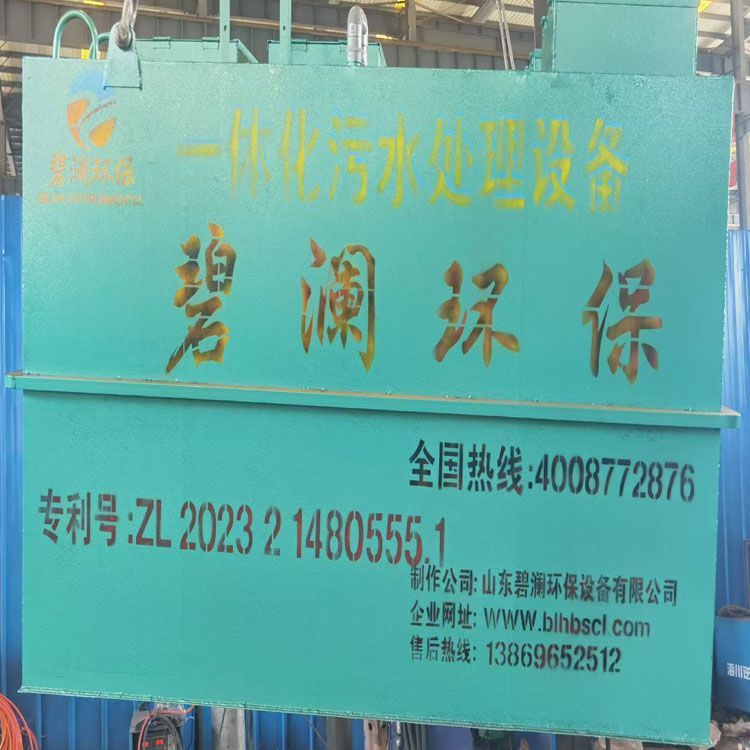 一体化污水处理设备
碧澜环保
碧澜环保
全国热线:4008772876
专利号:ZL 2023 2 1480555.1
制作公司: 山东碧澜环保设备有限公司
企业网址: WWW.blhbscl.com
售后热线: 13869652512